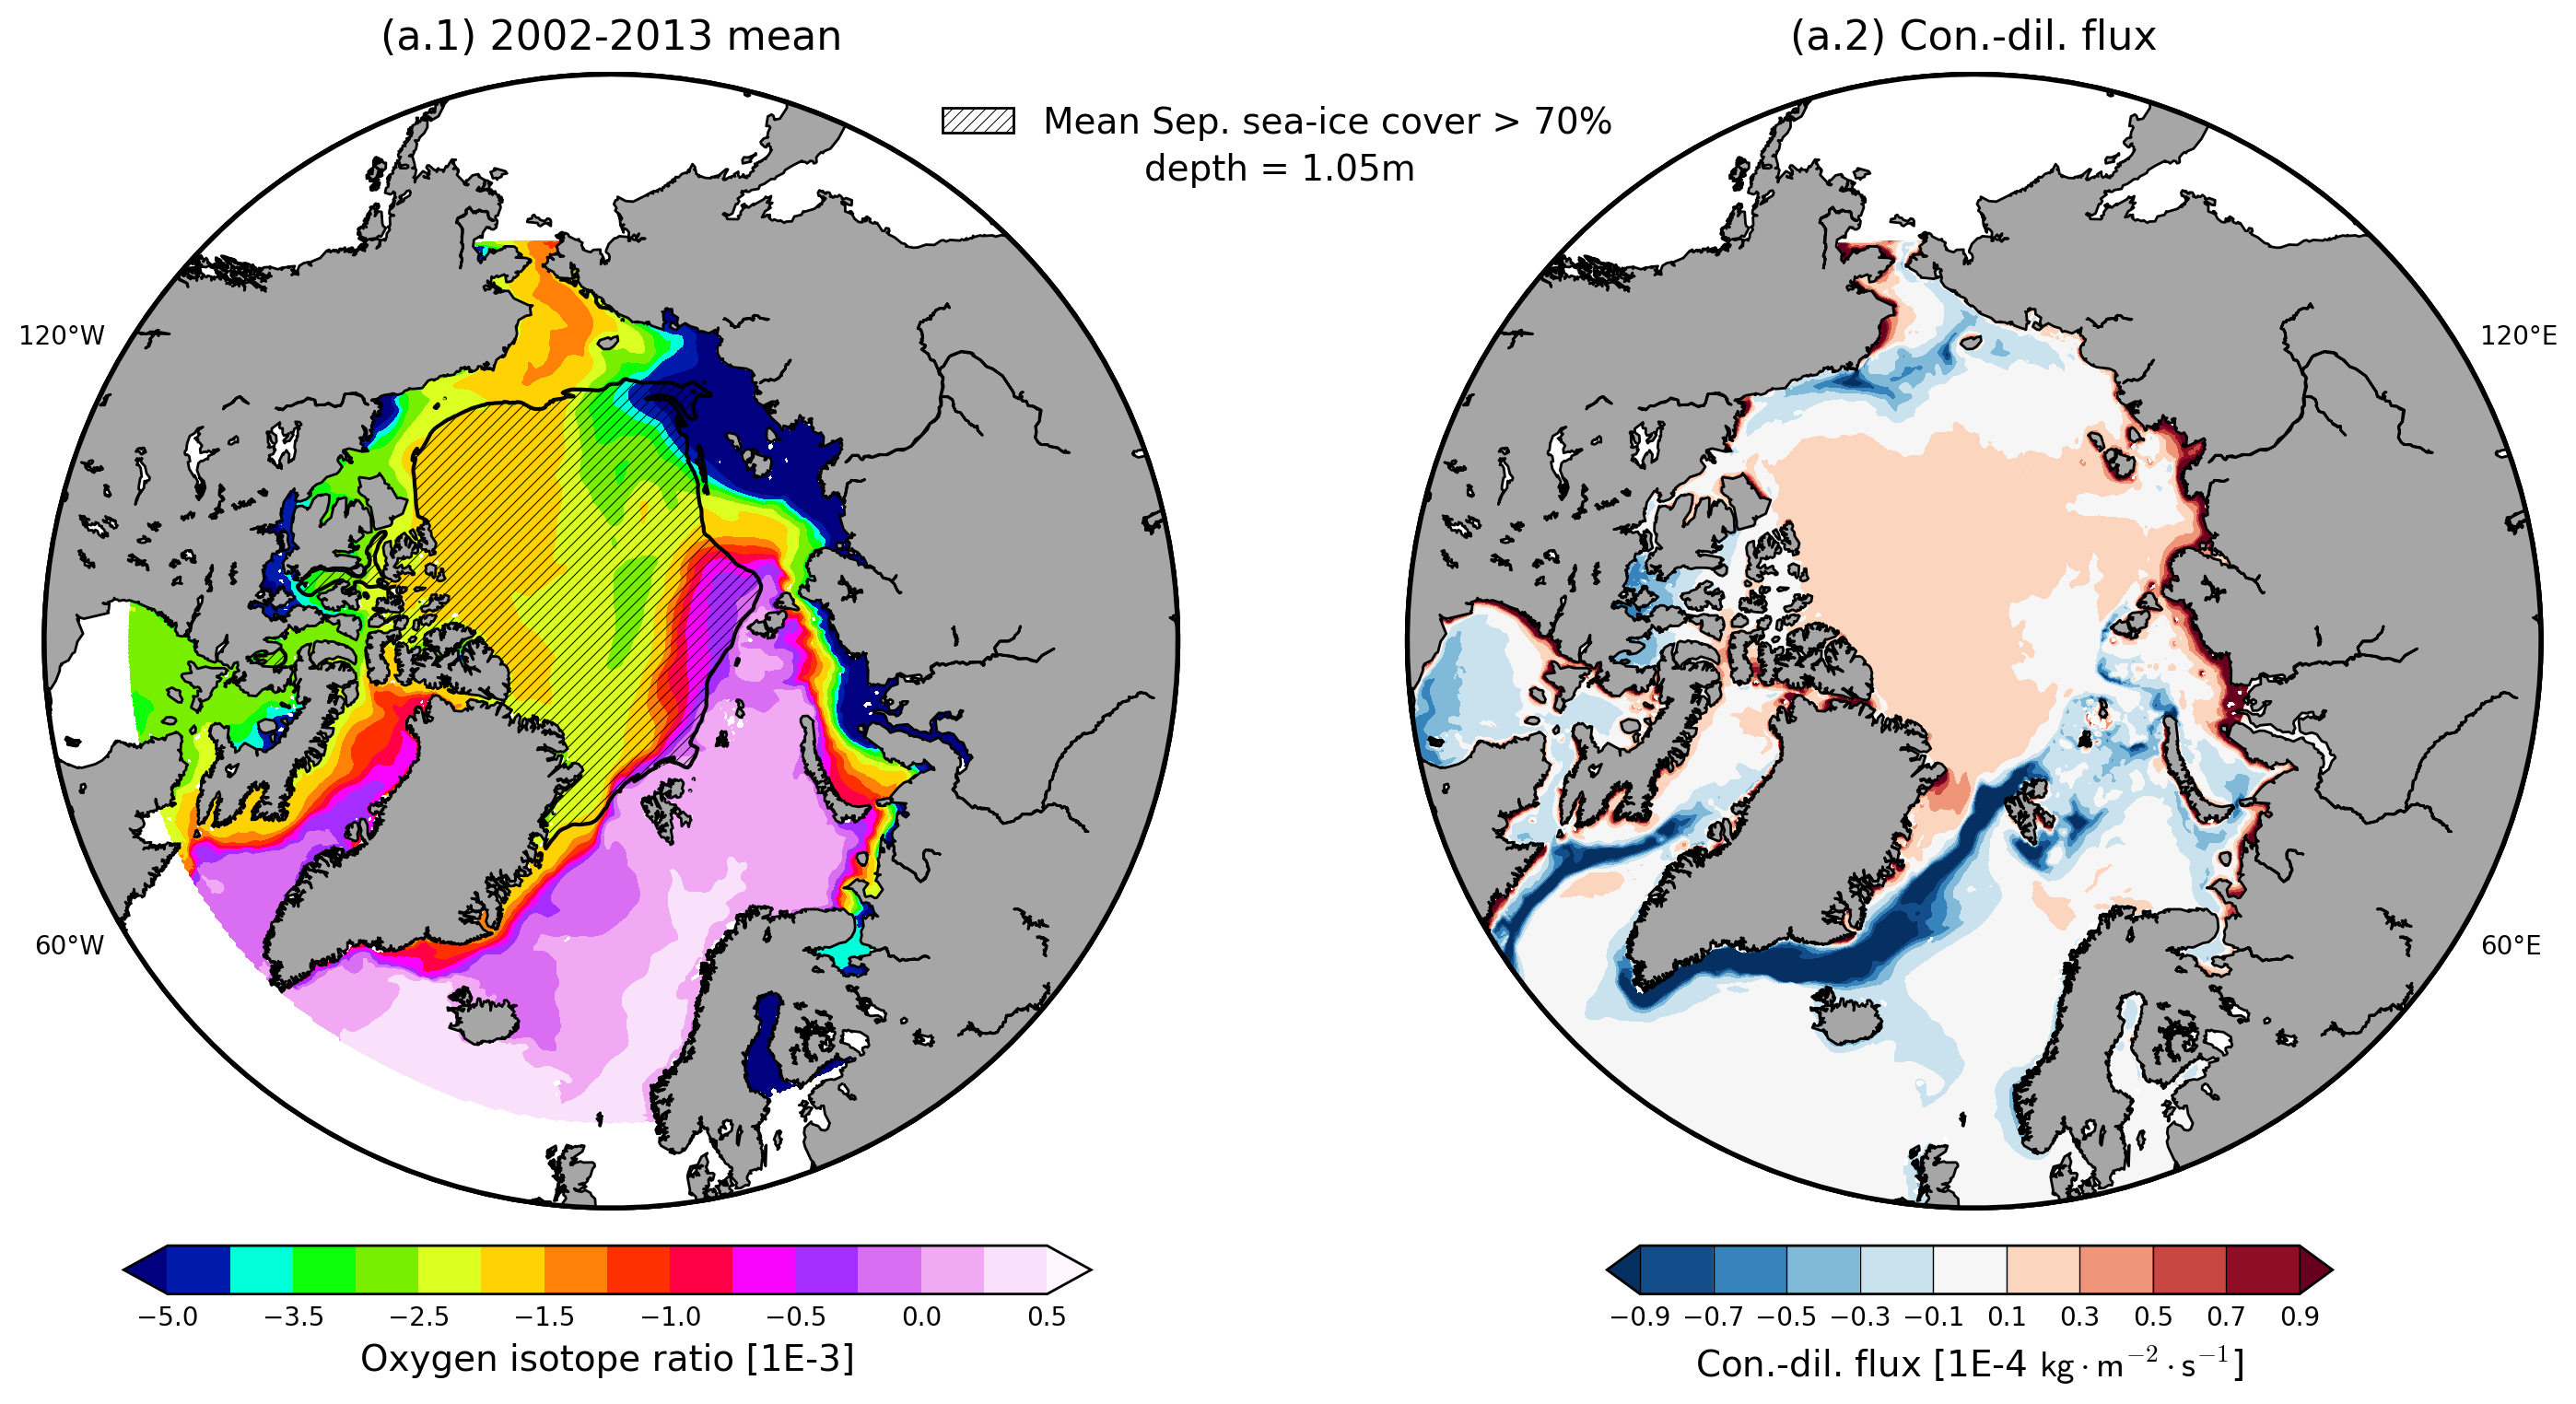 (a.1) 2002-2013 mean
(a.2) Con.-dil. flux
Mean Sep. sea-ice cover > 70%
depth = 1.05m
120°W
120°E
60°W
60°E
−5.0 −3.5 −2.5 −1.5 −1.0 −0.5 0.0 0.5
Oxygen isotope ratio [1E-3]
−0.9 −0.7 −0.5 −0.3 −0.1 0.1 0.3 0.5 0.7 0.9
Con.-dil. flux [1E-4 kg · m⁻² · s⁻¹]